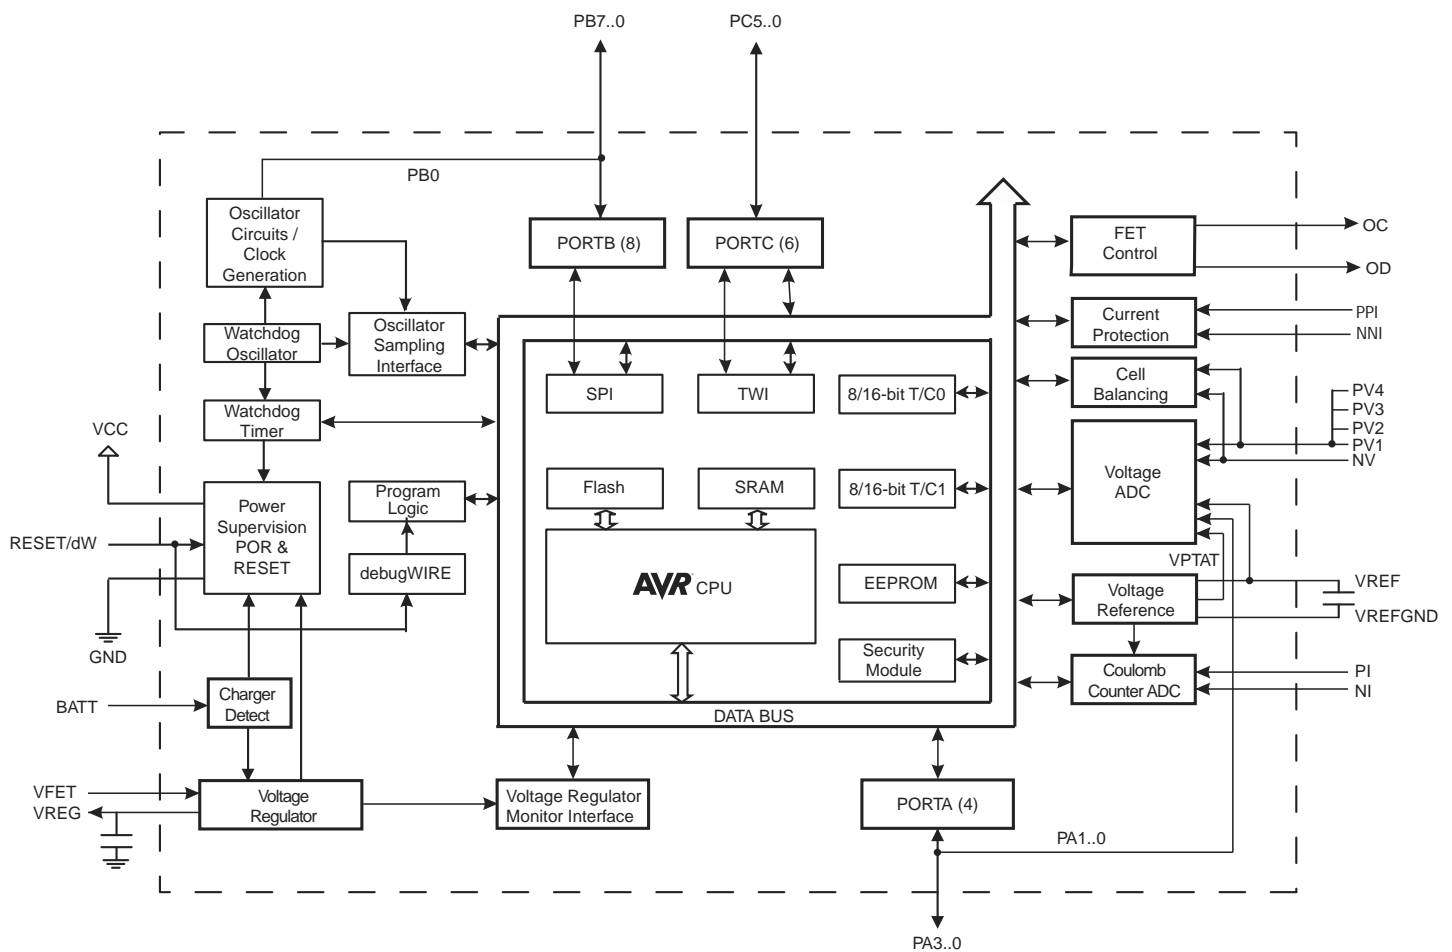 PB7..0
PC5..0
PB0
Oscillator
Circuits /
Clock
Generation
PORTB (8)
PORTC (6)
FET
Control
OC
OD
Watchdog
Oscillator
Oscillator
Sampling
Interface
Current
Protection
PPI
NNI
SPI
TWI
8/16-bit T/C0
Cell
Balancing
PV4
PV3
PV2
PV1
NV
Watchdog
Timer
VCC
Voltage
ADC
Power
Supervision
POR &
RESET
Program
Logic
Flash
SRAM
8/16-bit T/C1
RESET/dW
debugWIRE
AVR CPU
EEPROM
VPTAT
Voltage
Reference
VREF
VREFGND
GND
Security
Module
Coulomb
Counter ADC
PI
NI
BATT
Charger
Detect
DATA BUS
VFET
VREG
Voltage
Regulator
Voltage Regulator
Monitor Interface
PORTA (4)
PA1..0
PA3..0